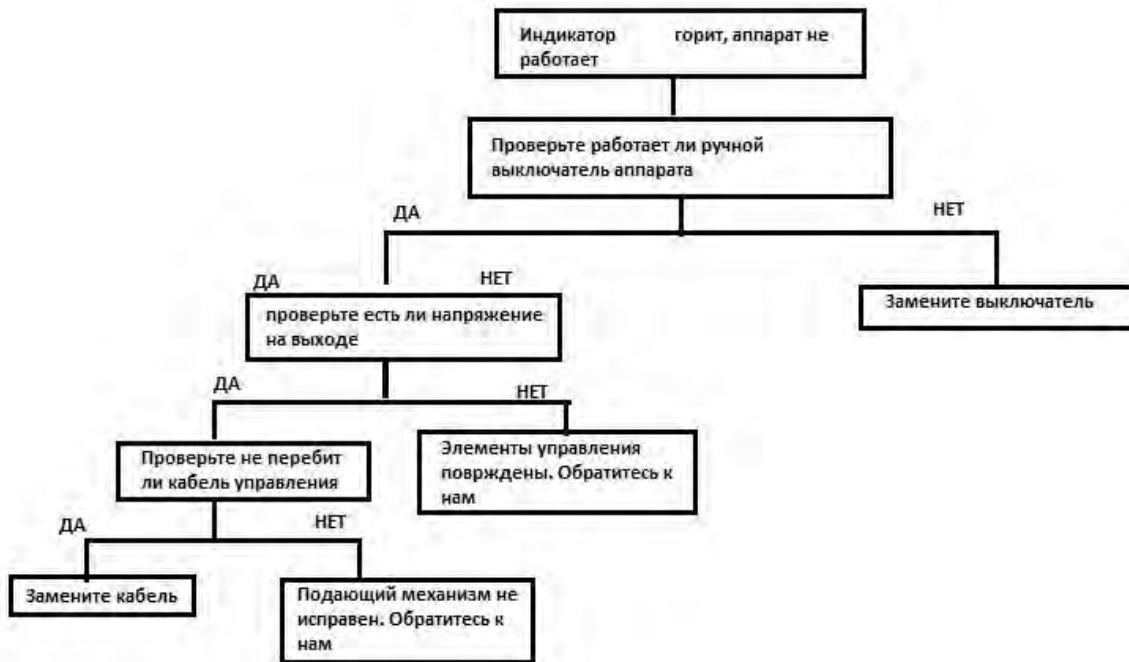 Индикатор горит, аппарат не
работает
Проверьте работает ли ручной
выключатель аппарата
ДА
НЕТ
ДА
НЕТ
проверьте есть ли напряжение
на выходе
Замените выключатель
ДА
НЕТ
Проверьте не перебит
ли кабель управления
Элементы управления
поврждены. Обратитесь к
нам
ДА
НЕТ
Замените кабель
Подающий механизм не
исправен. Обратитесь к
нам